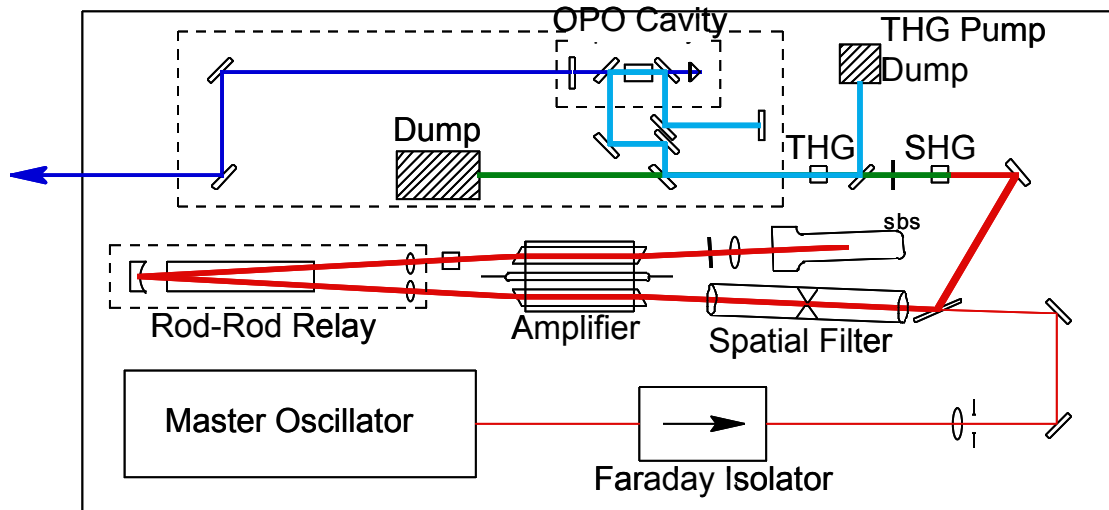 OPO Cavity
THG Pump
Dump
Dump
THG
SHG
sbs
Rod-Rod Relay
Amplifier
Spatial Filter
Master Oscillator
Faraday Isolator